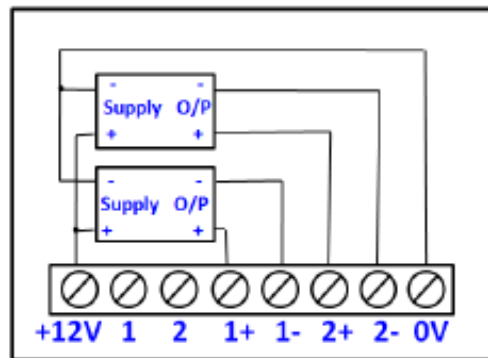 - -
Supply O/P
+ +
- -
Supply O/P
+ +
+12V 1 2 1+ 1- 2+ 2- 0V